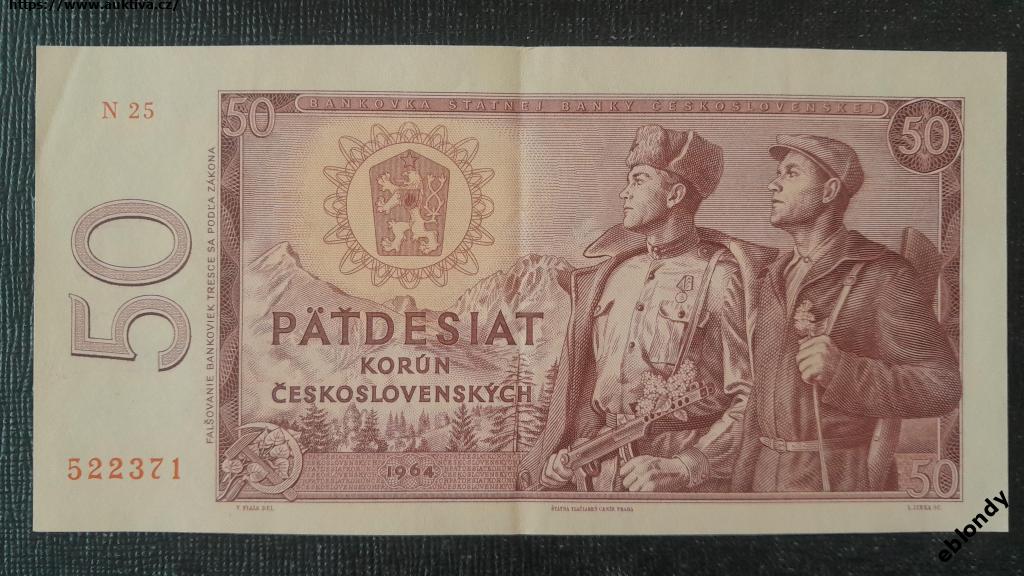 https://www.auktiva.cz/
N 25
50
BANKOVKA ŠTÁTNEJ BANKY ČESKOSLOVENSKEJ
50
50
FALŠOVANIE BANKOVIEK TRESCE SA PODĽA ZÁKONA
PÄŤDESIAT
KORÚN
ČESKOSLOVENSKÝCH
522371
1964
50
V. FIALA DEL.
ŠTÁTNA TLAČIAREŇ CENÍN PRAHA
L. JIRKA SC.
eblondy